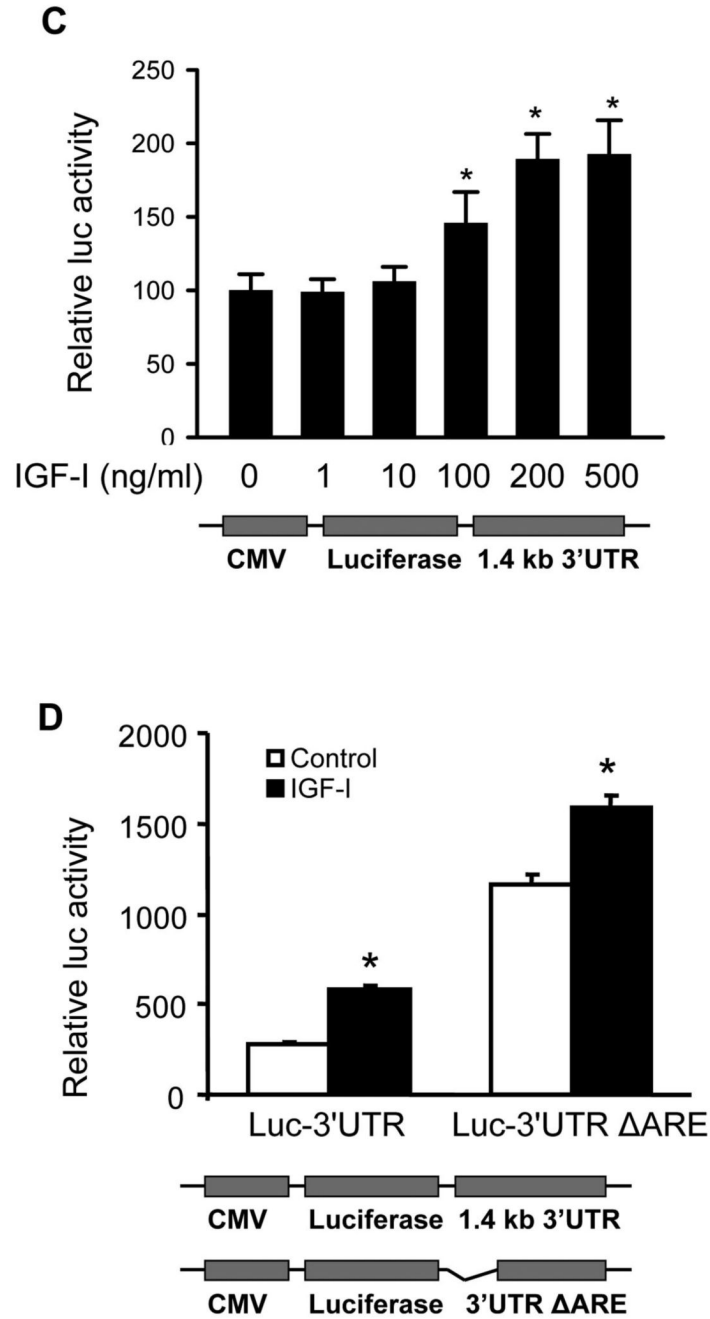 C
Relative luc activity
250
200
150
100
50
0
* * *
IGF-I (ng/ml) 0 1 10 100 200 500
CMV Luciferase 1.4 kb 3'UTR
D
Relative luc activity
2000
1500
1000
500
0
Control
IGF-I
* *
Luc-3'UTR Luc-3'UTR ΔARE
CMV Luciferase 1.4 kb 3'UTR
CMV Luciferase 3'UTR ΔARE